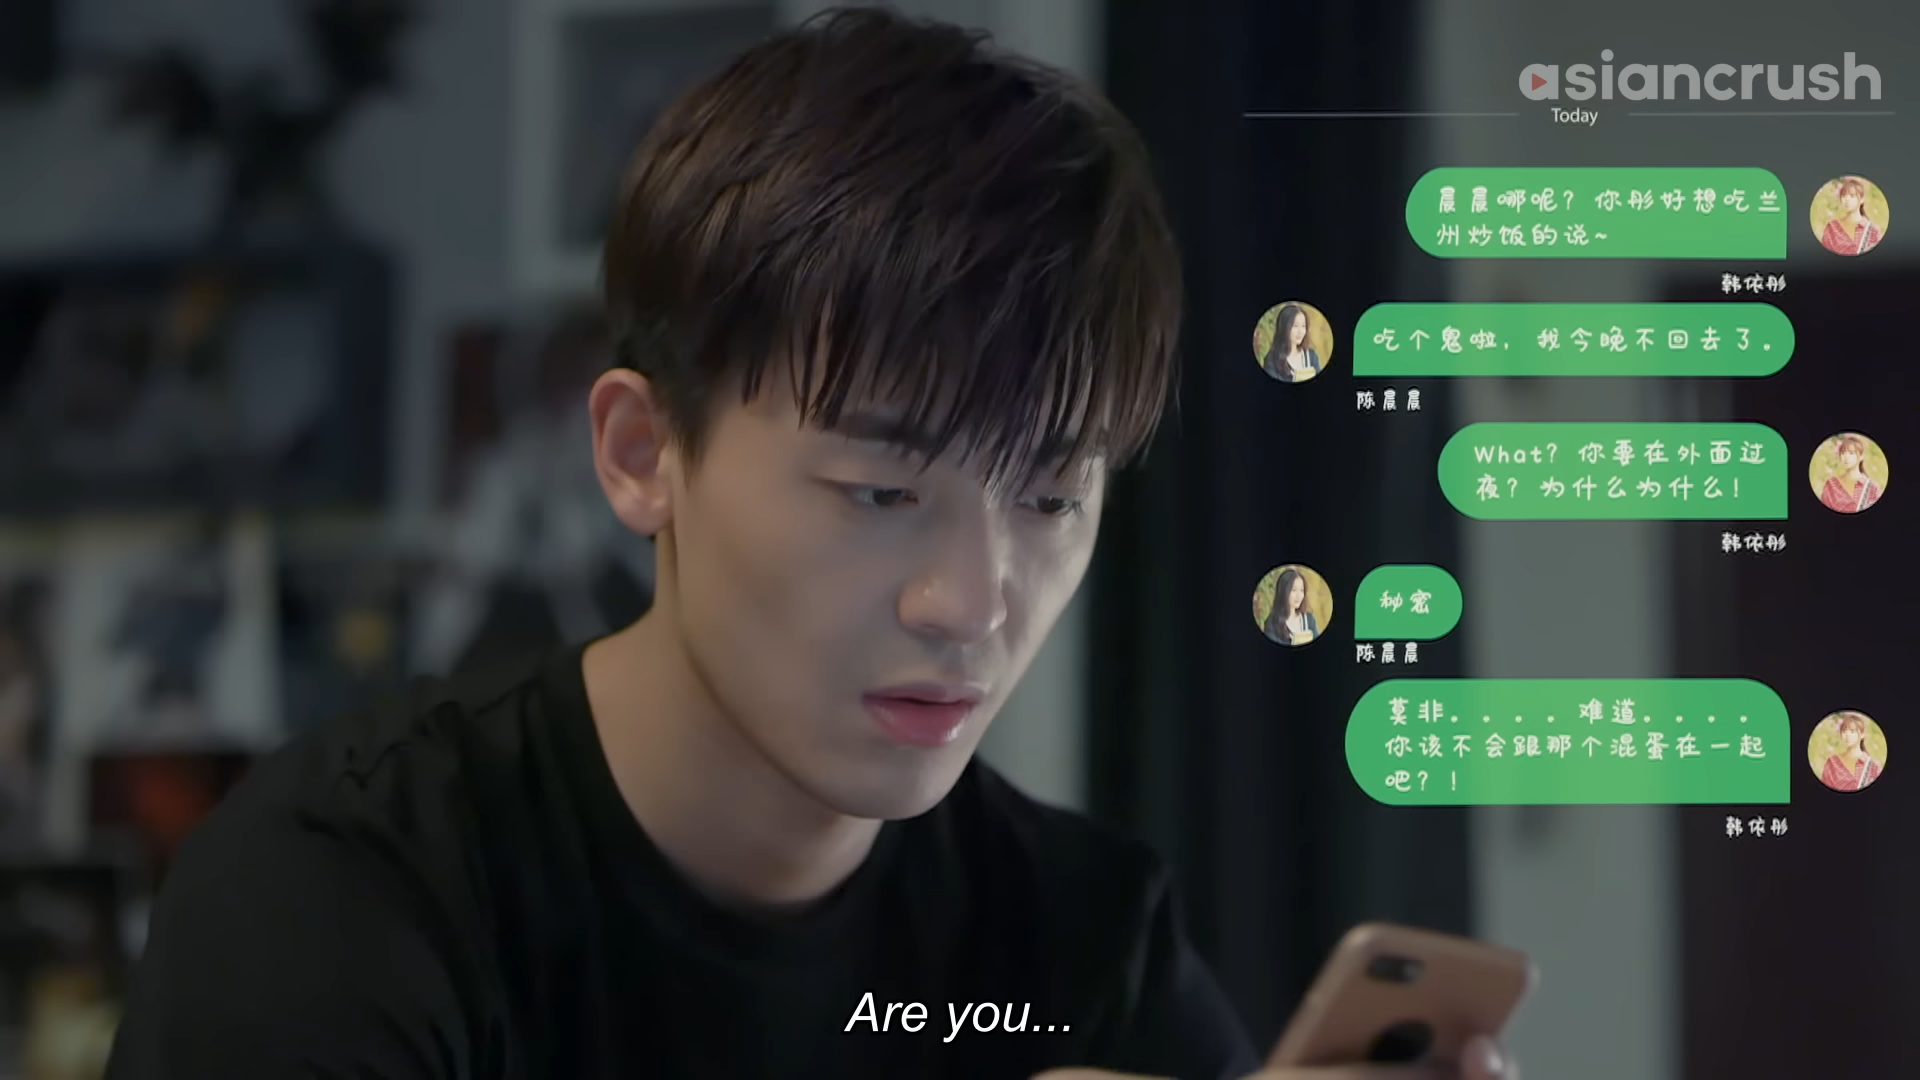 asiancrush
Today
晨晨哪呢？你彤好想吃兰
州炒饭的说~
韩依彤
吃个鬼啦，我今晚不回去了。
陈晨晨
What？你要在外面过
夜？为什么为什么！
韩依彤
秘密
陈晨晨
莫非。。。。难道。。。。
你该不会跟那个混蛋在一起
吧？！
韩依彤
Are you...